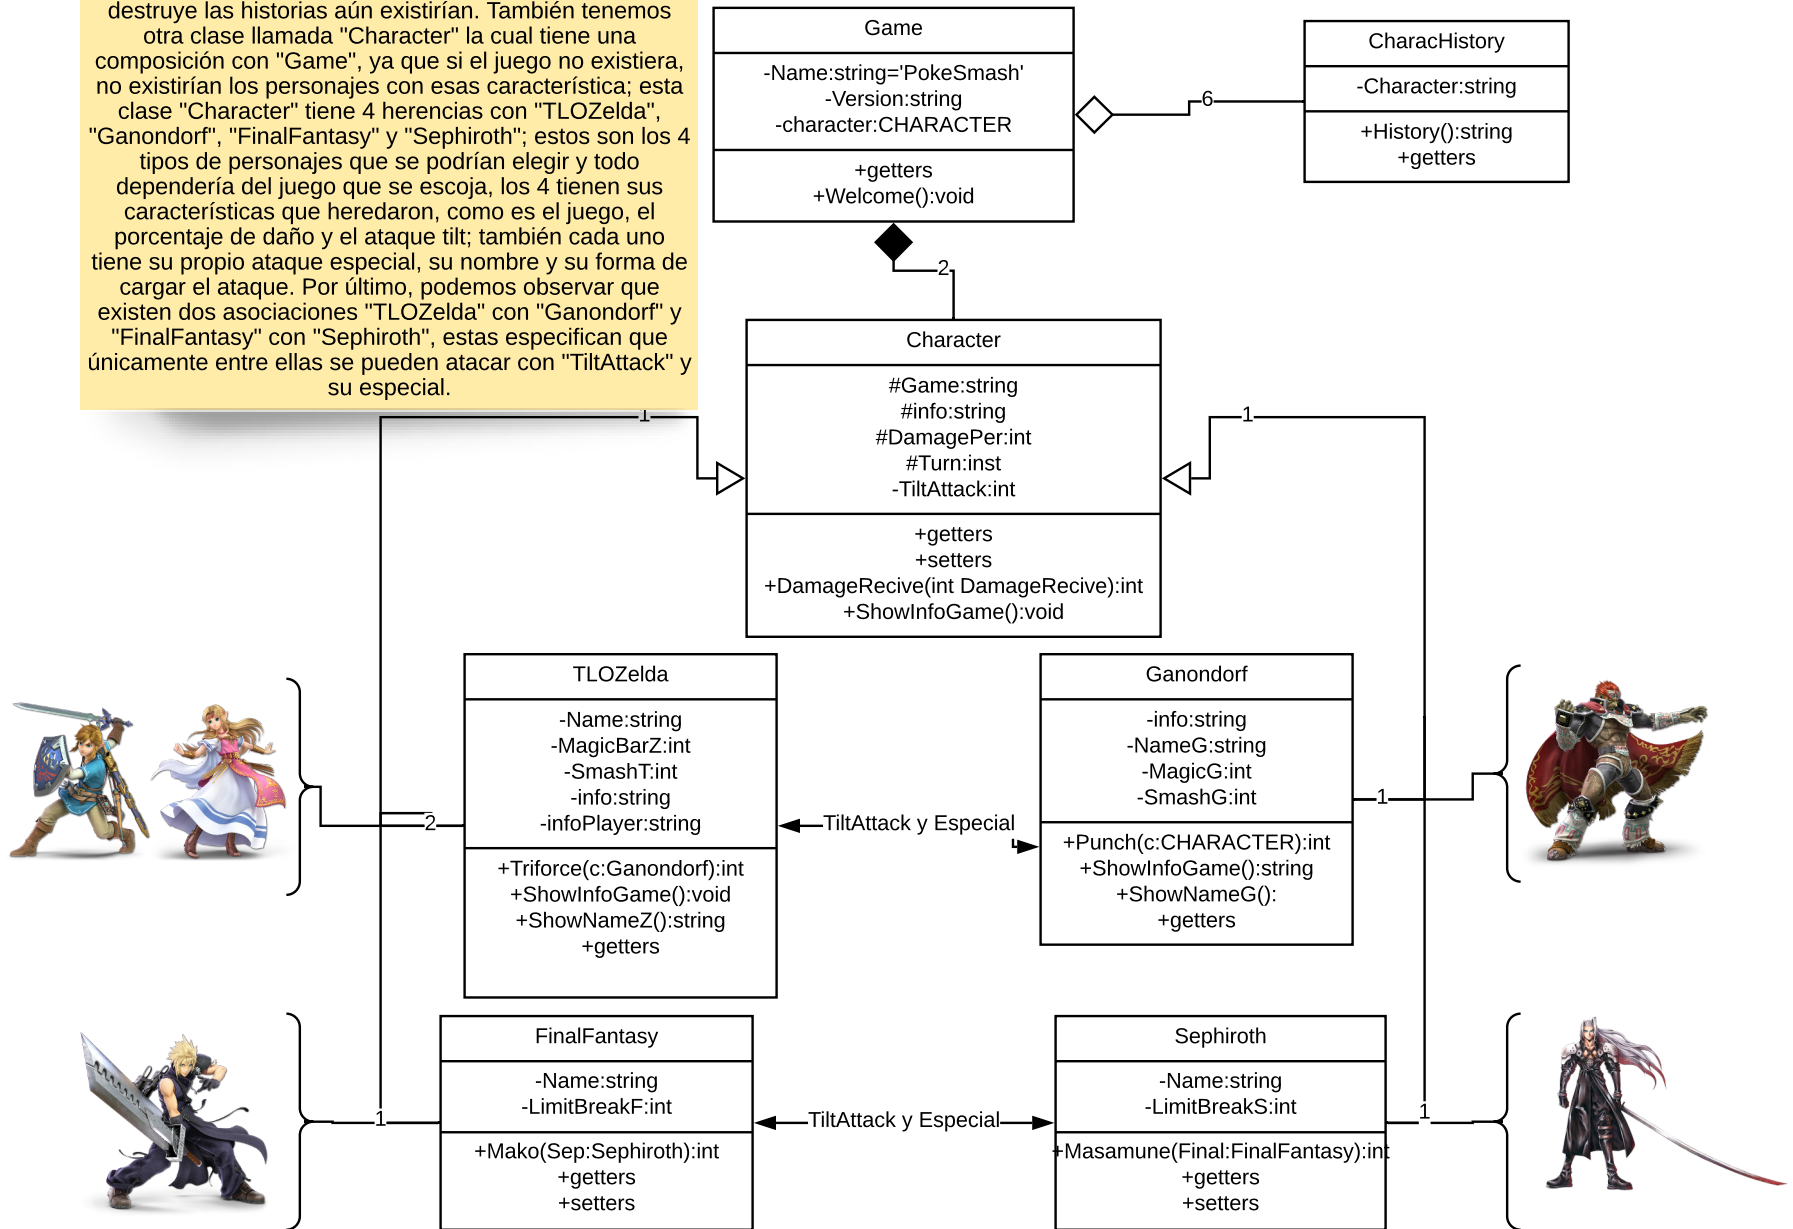 destruye las historias aún existirían. También tenemos
otra clase llamada "Character" la cual tiene una
composición con "Game", ya que si el juego no existiera,
no existirían los personajes con esas característica; esta
clase "Character" tiene 4 herencias con "TLOZelda",
"Ganondorf", "FinalFantasy" y "Sephiroth"; estos son los 4
tipos de personajes que se podrían elegir y todo
dependería del juego que se escoja, los 4 tienen sus
características que heredaron, como es el juego, el
porcentaje de daño y el ataque tilt; también cada uno
tiene su propio ataque especial, su nombre y su forma de
cargar el ataque. Por último, podemos observar que
existen dos asociaciones "TLOZelda" con "Ganondorf" y
"FinalFantasy" con "Sephiroth", estas especifican que
únicamente entre ellas se pueden atacar con "TiltAttack" y
su especial.
Game
-Name:string='PokeSmash'
-Version:string
-character:CHARACTER
+getters
+Welcome():void
6
CharacHistory
-Character:string
+History():string
+getters
2
Character
#Game:string
#info:string
#DamagePer:int
#Turn:inst
-TiltAttack:int
+getters
+setters
+DamageRecive(int DamageRecive):int
+ShowInfoGame():void
1
1
TLOZelda
-Name:string
-MagicBarZ:int
-SmashT:int
-info:string
-infoPlayer:string
+Triforce(c:Ganondorf):int
+ShowInfoGame():void
+ShowNameZ():string
+getters
2
TiltAttack y Especial
Ganondorf
-info:string
-NameG:string
-MagicG:int
-SmashG:int
+Punch(c:CHARACTER):int
+ShowInfoGame():string
+ShowNameG():
+getters
1
FinalFantasy
-Name:string
-LimitBreakF:int
+Mako(Sep:Sephiroth):int
+getters
+setters
1
TiltAttack y Especial
Sephiroth
-Name:string
-LimitBreakS:int
+Masamune(Final:FinalFantasy):int
+getters
+setters
1